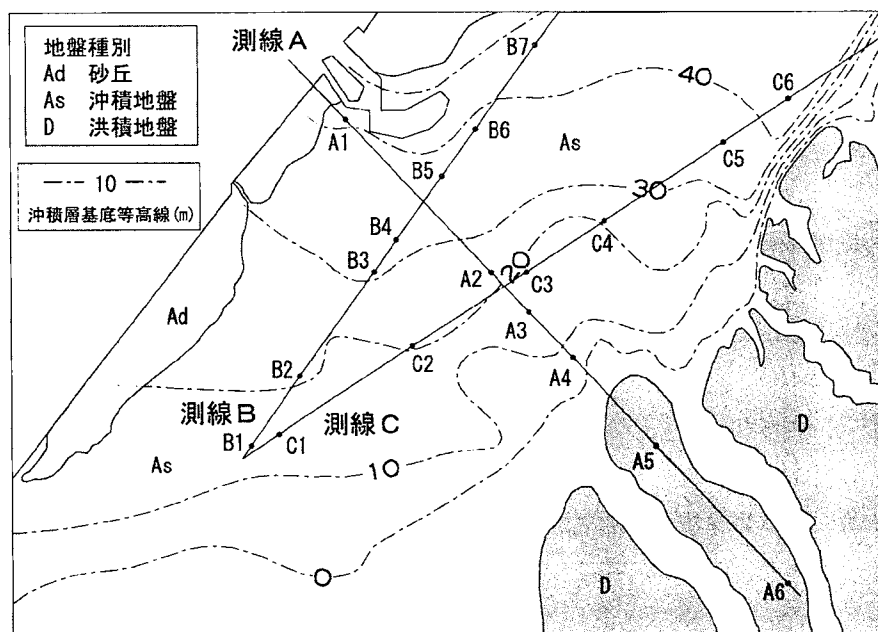 地盤種別
Ad 砂丘
As 沖積地盤
D 洪積地盤
10
沖積層基底等高線(m)
測線A
B7
40
C6
A1
B6
As
C5
B5
30
B4
C4
B3
A2
20
C3
Ad
A3
C2
A4
B2
測線B
測線C
B1
C1
A5
D
As
10
0
D
A6